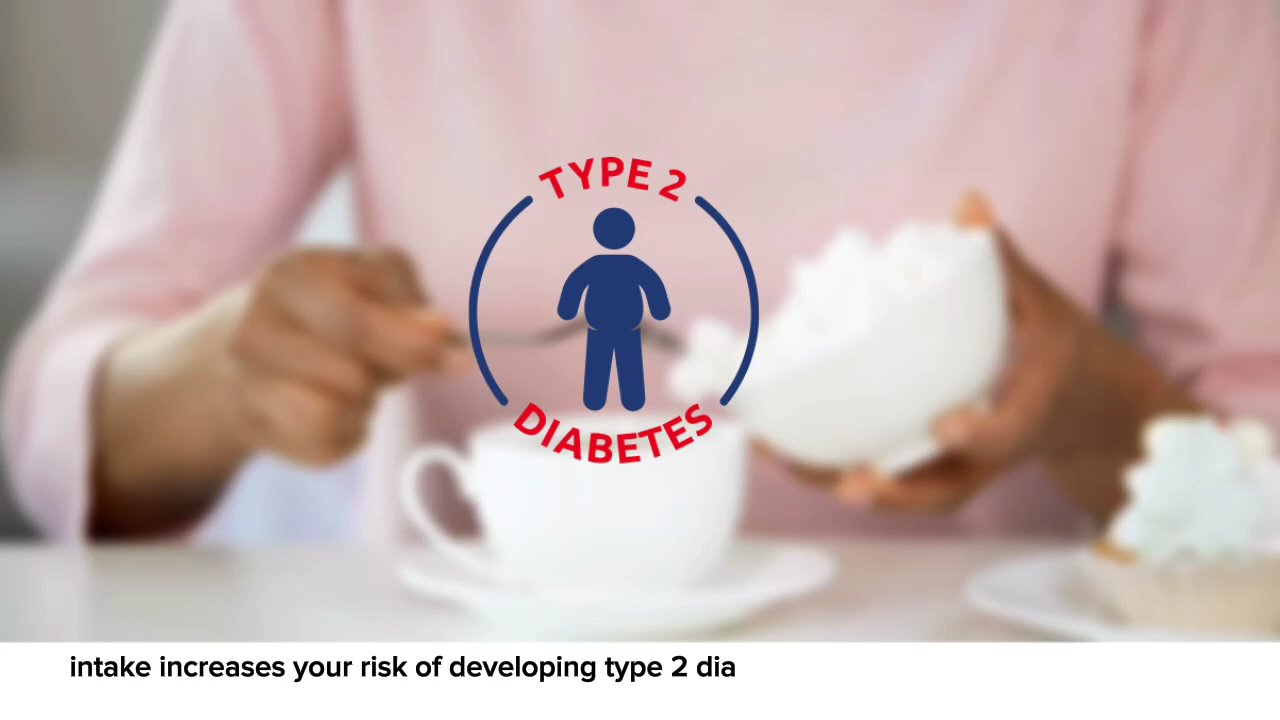 TYPE 2
DIABETES
intake increases your risk of developing type 2 dia